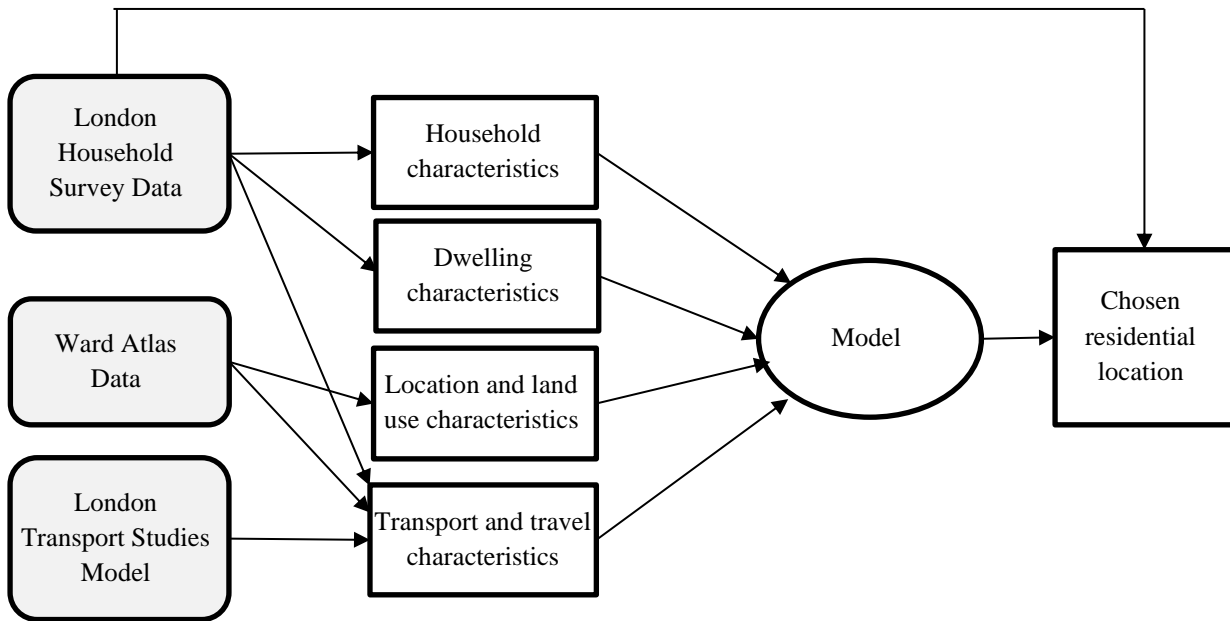 London
Household
Survey Data
Ward Atlas
Data
London
Transport Studies
Model
Household
characteristics
Dwelling
characteristics
Location and land
use characteristics
Transport and travel
characteristics
Model
Chosen
residential
location